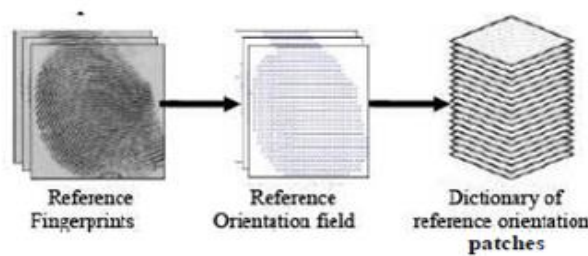 Reference
Fingerprints
Reference
Orientation field
Dictionary of
reference orientation
patches